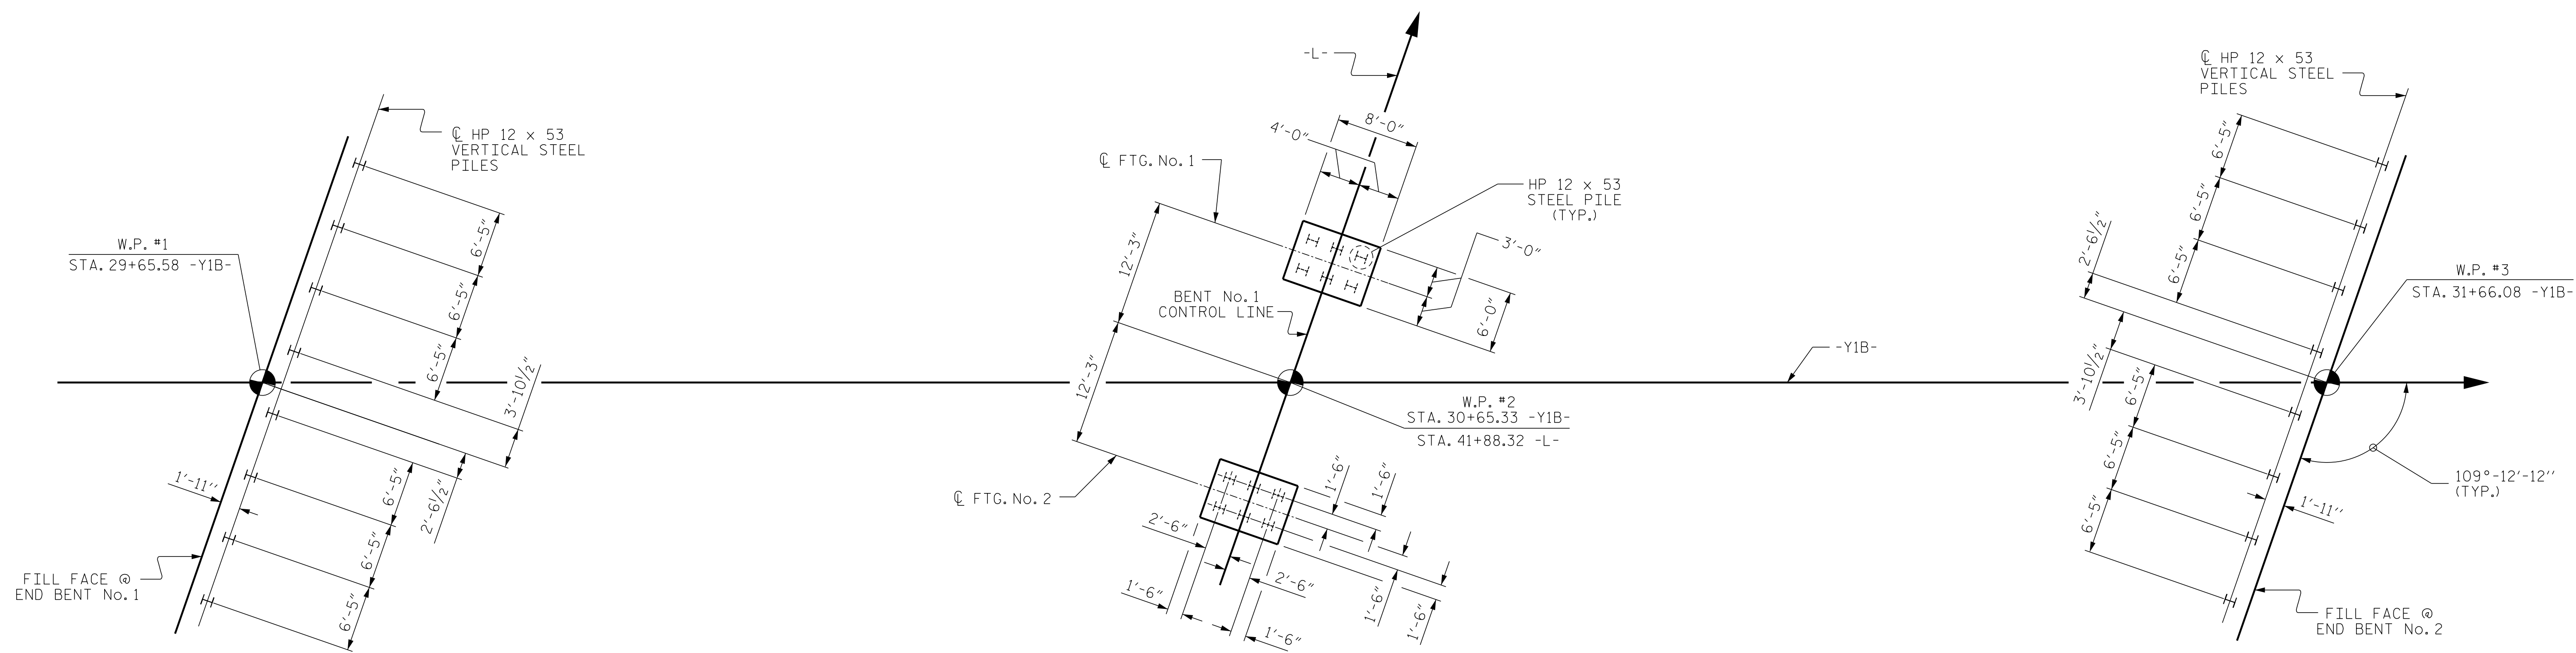 ℄ HP 12 x 53
VERTICAL STEEL
PILES
W.P. #1
STA. 29+65.58 -Y1B-
6'-5"
6'-5"
6'-5"
3'-10½"
2'-6½"
6'-5"
6'-5"
6'-5"
1'-11"
FILL FACE @
END BENT No. 1
-L-
8'-0"
4'-0"
℄ FTG. No. 1
HP 12 x 53
STEEL PILE
(TYP.)
3'-0"
12'-3"
6'-0"
BENT No. 1
CONTROL LINE
12'-3"
W.P. #2
STA. 30+65.33 -Y1B-
STA. 41+88.32 -L-
℄ FTG. No. 2
1'-6"
1'-6"
2'-6"
2'-6"
1'-6"
1'-6"
1'-6"
1'-6"
-Y1B-
℄ HP 12 x 53
VERTICAL STEEL
PILES
6'-5"
6'-5"
6'-5"
2'-6½"
3'-10½"
6'-5"
6'-5"
6'-5"
W.P. #3
STA. 31+66.08 -Y1B-
109°-12'-12"
(TYP.)
1'-11"
FILL FACE @
END BENT No. 2